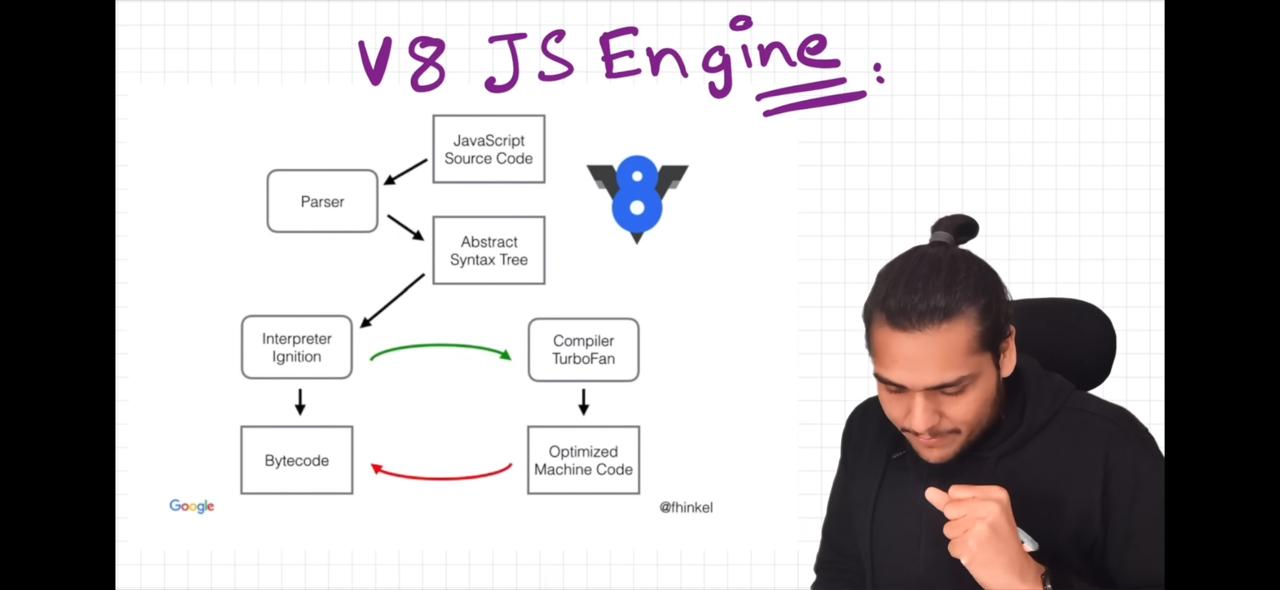 V8 JS Engine :
JavaScript
Source Code
Parser
Abstract
Syntax Tree
Interpreter
Ignition
Compiler
TurboFan
Bytecode
Optimized
Machine Code
Google
@fhinkel
8